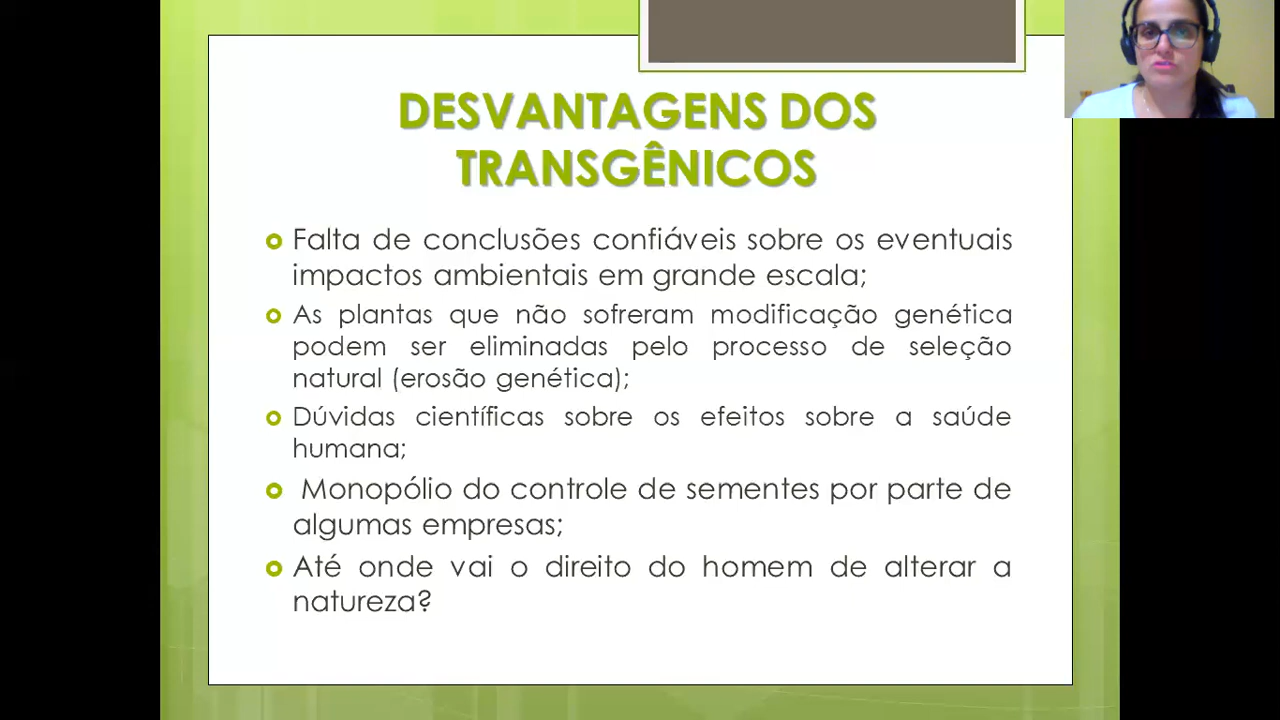 DESVANTAGENS DOS
TRANSGÊNICOS
Falta de conclusões confiáveis sobre os eventuais
impactos ambientais em grande escala;
As plantas que não sofreram modificação genética
podem ser eliminadas pelo processo de seleção
natural (erosão genética);
Dúvidas científicas sobre os efeitos sobre a saúde
humana;
Monopólio do controle de sementes por parte de
algumas empresas;
Até onde vai o direito do homem de alterar a
natureza?